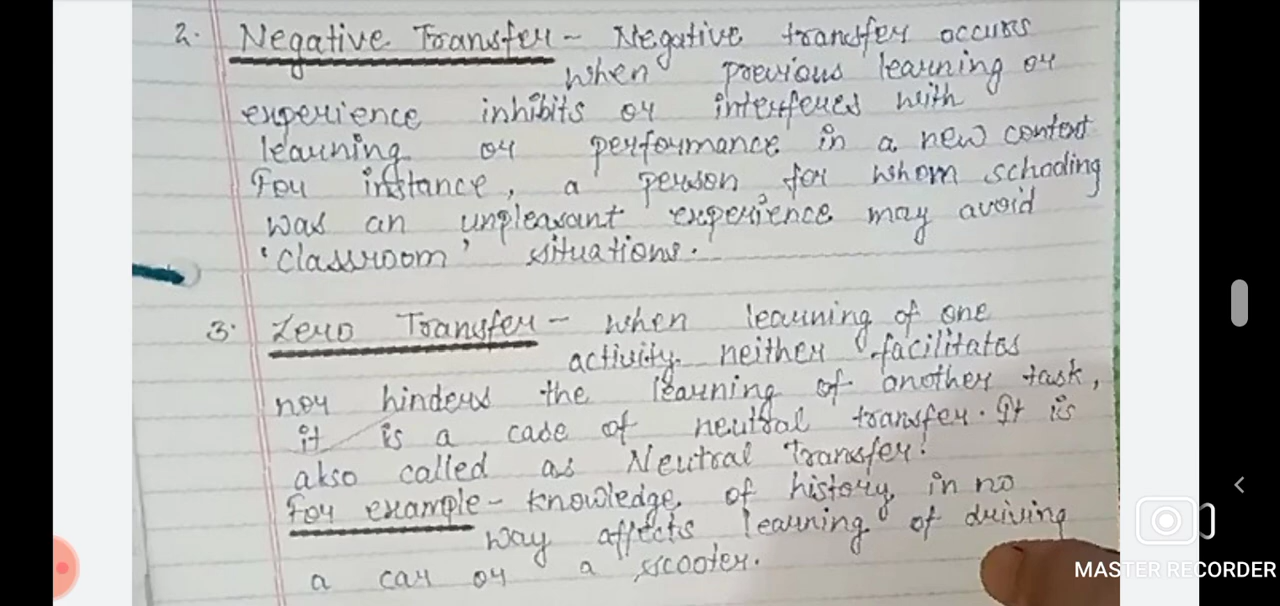 2. Negative Transfer - Negative transfer occurs
when previous learning or
experience inhibits or interferes with
learning or performance in a new context
For instance, a person for whom schooling
was an unpleasant experience may avoid
'classroom' situations.
3. Zero Transfer - When learning of one
activity neither facilitates
nor hinders the learning of another task,
it is a case of neutral transfer. It is
also called as Neutral Transfer.
For example - Knowledge of history in no
way affects learning of driving
a car or a scooter.
MASTER RECORDER